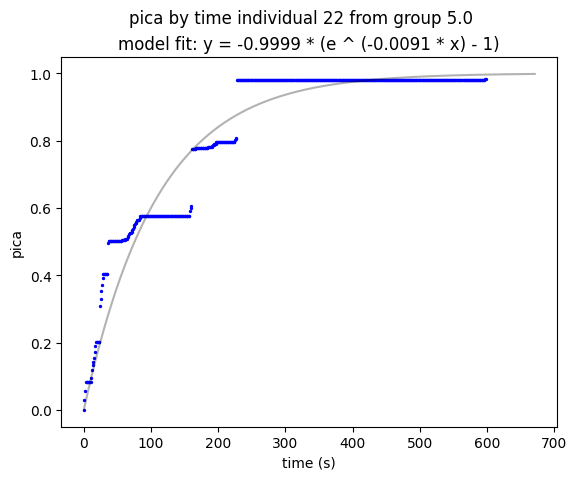 pica by time individual 22 from group 5.0
model fit: y = -0.9999 * (e ^ (-0.0091 * x) - 1)
1.0
0.8
0.6
0.4
0.2
0.0
pica
0 100 200 300 400 500 600 700
time (s)